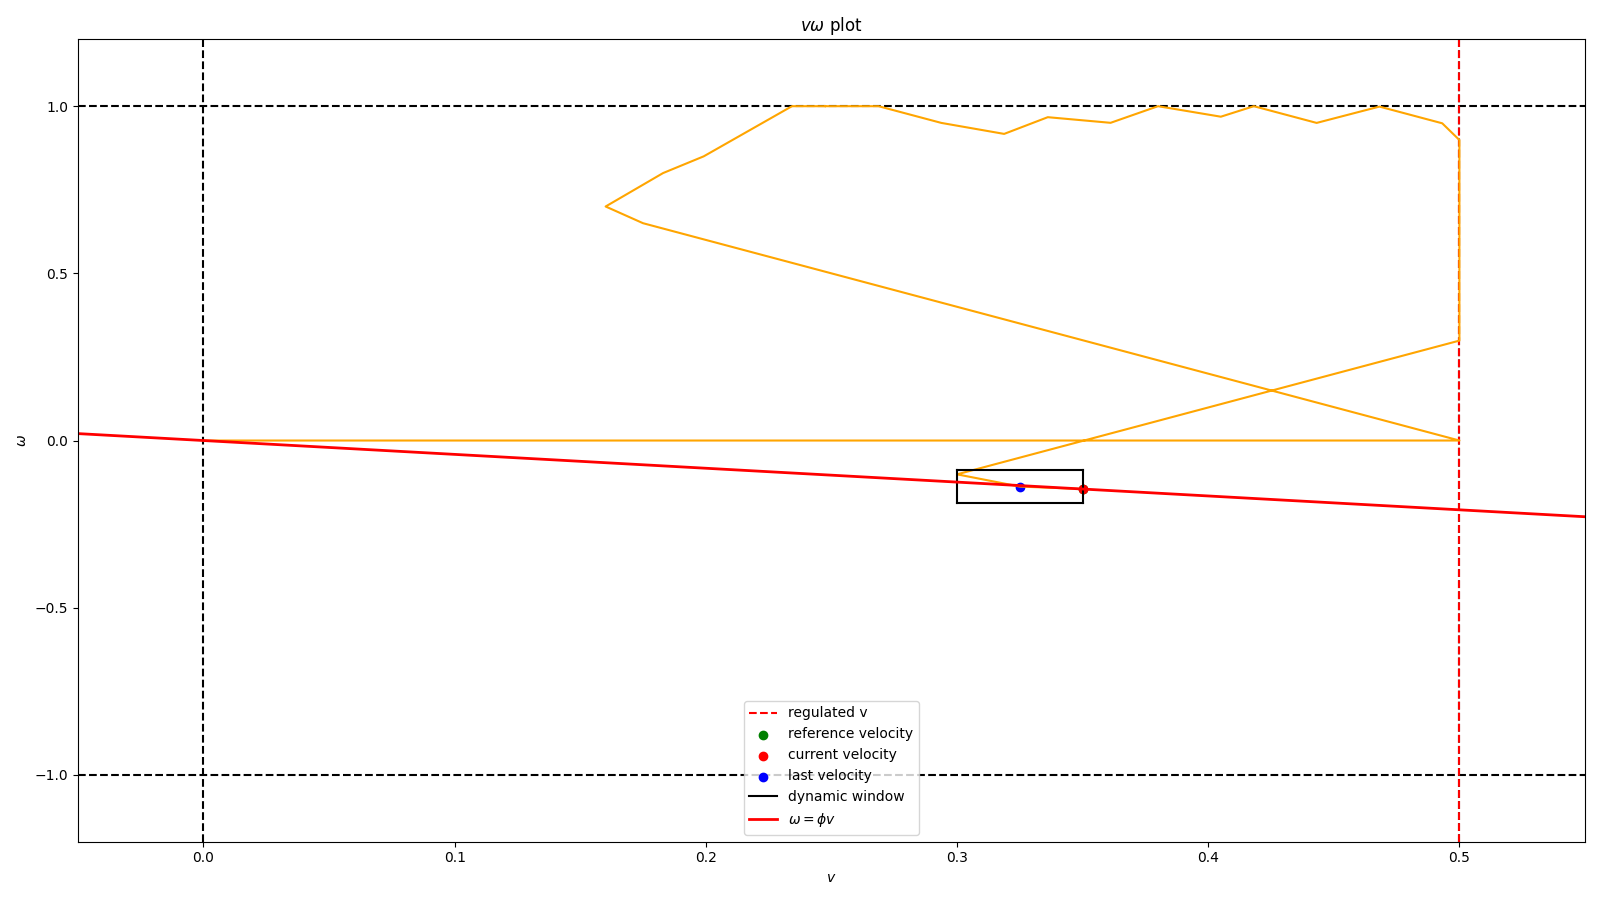 vω plot
1.0
0.5
0.0
−0.5
−1.0
ω
0.0 0.1 0.2 0.3 0.4 0.5
v
regulated v
reference velocity
current velocity
last velocity
dynamic window
ω = ϕv